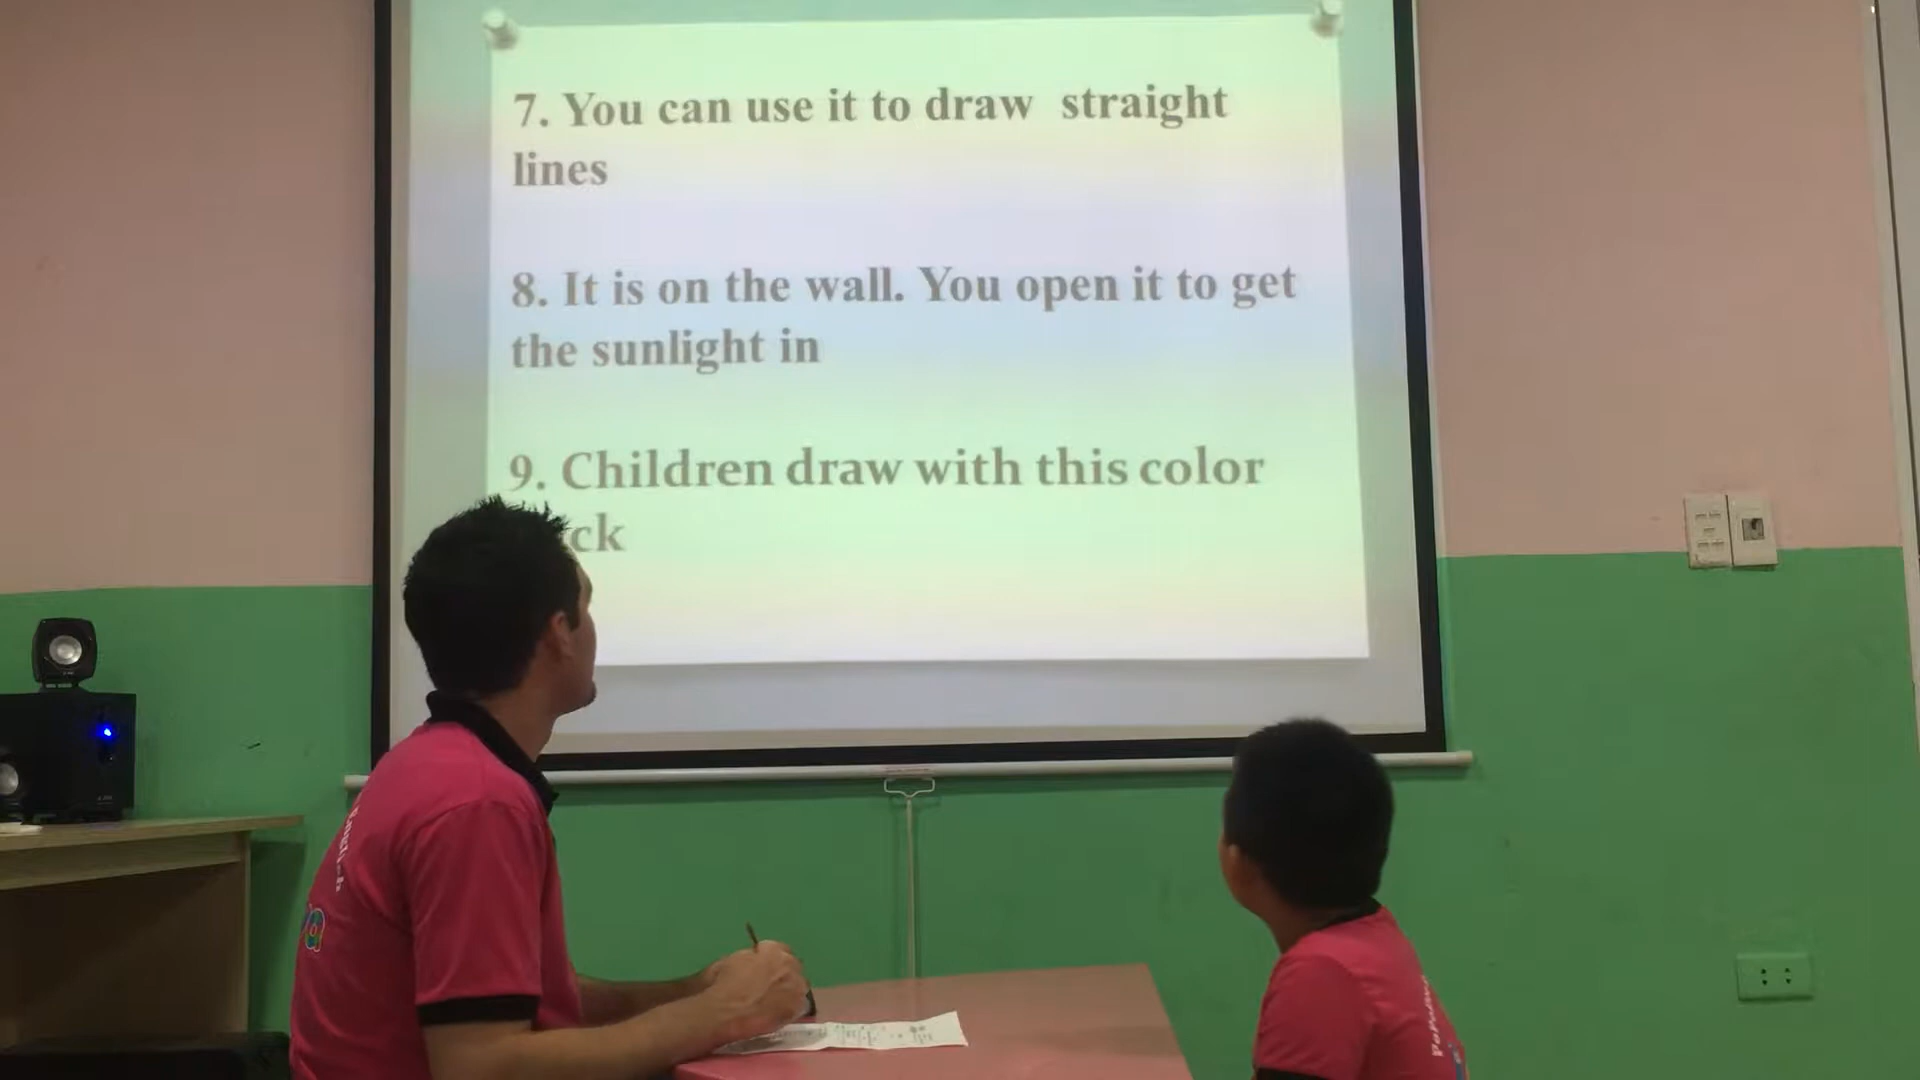 7. You can use it to draw straight
lines
8. It is on the wall. You open it to get
the sunlight in
9. Children draw with this color
ck